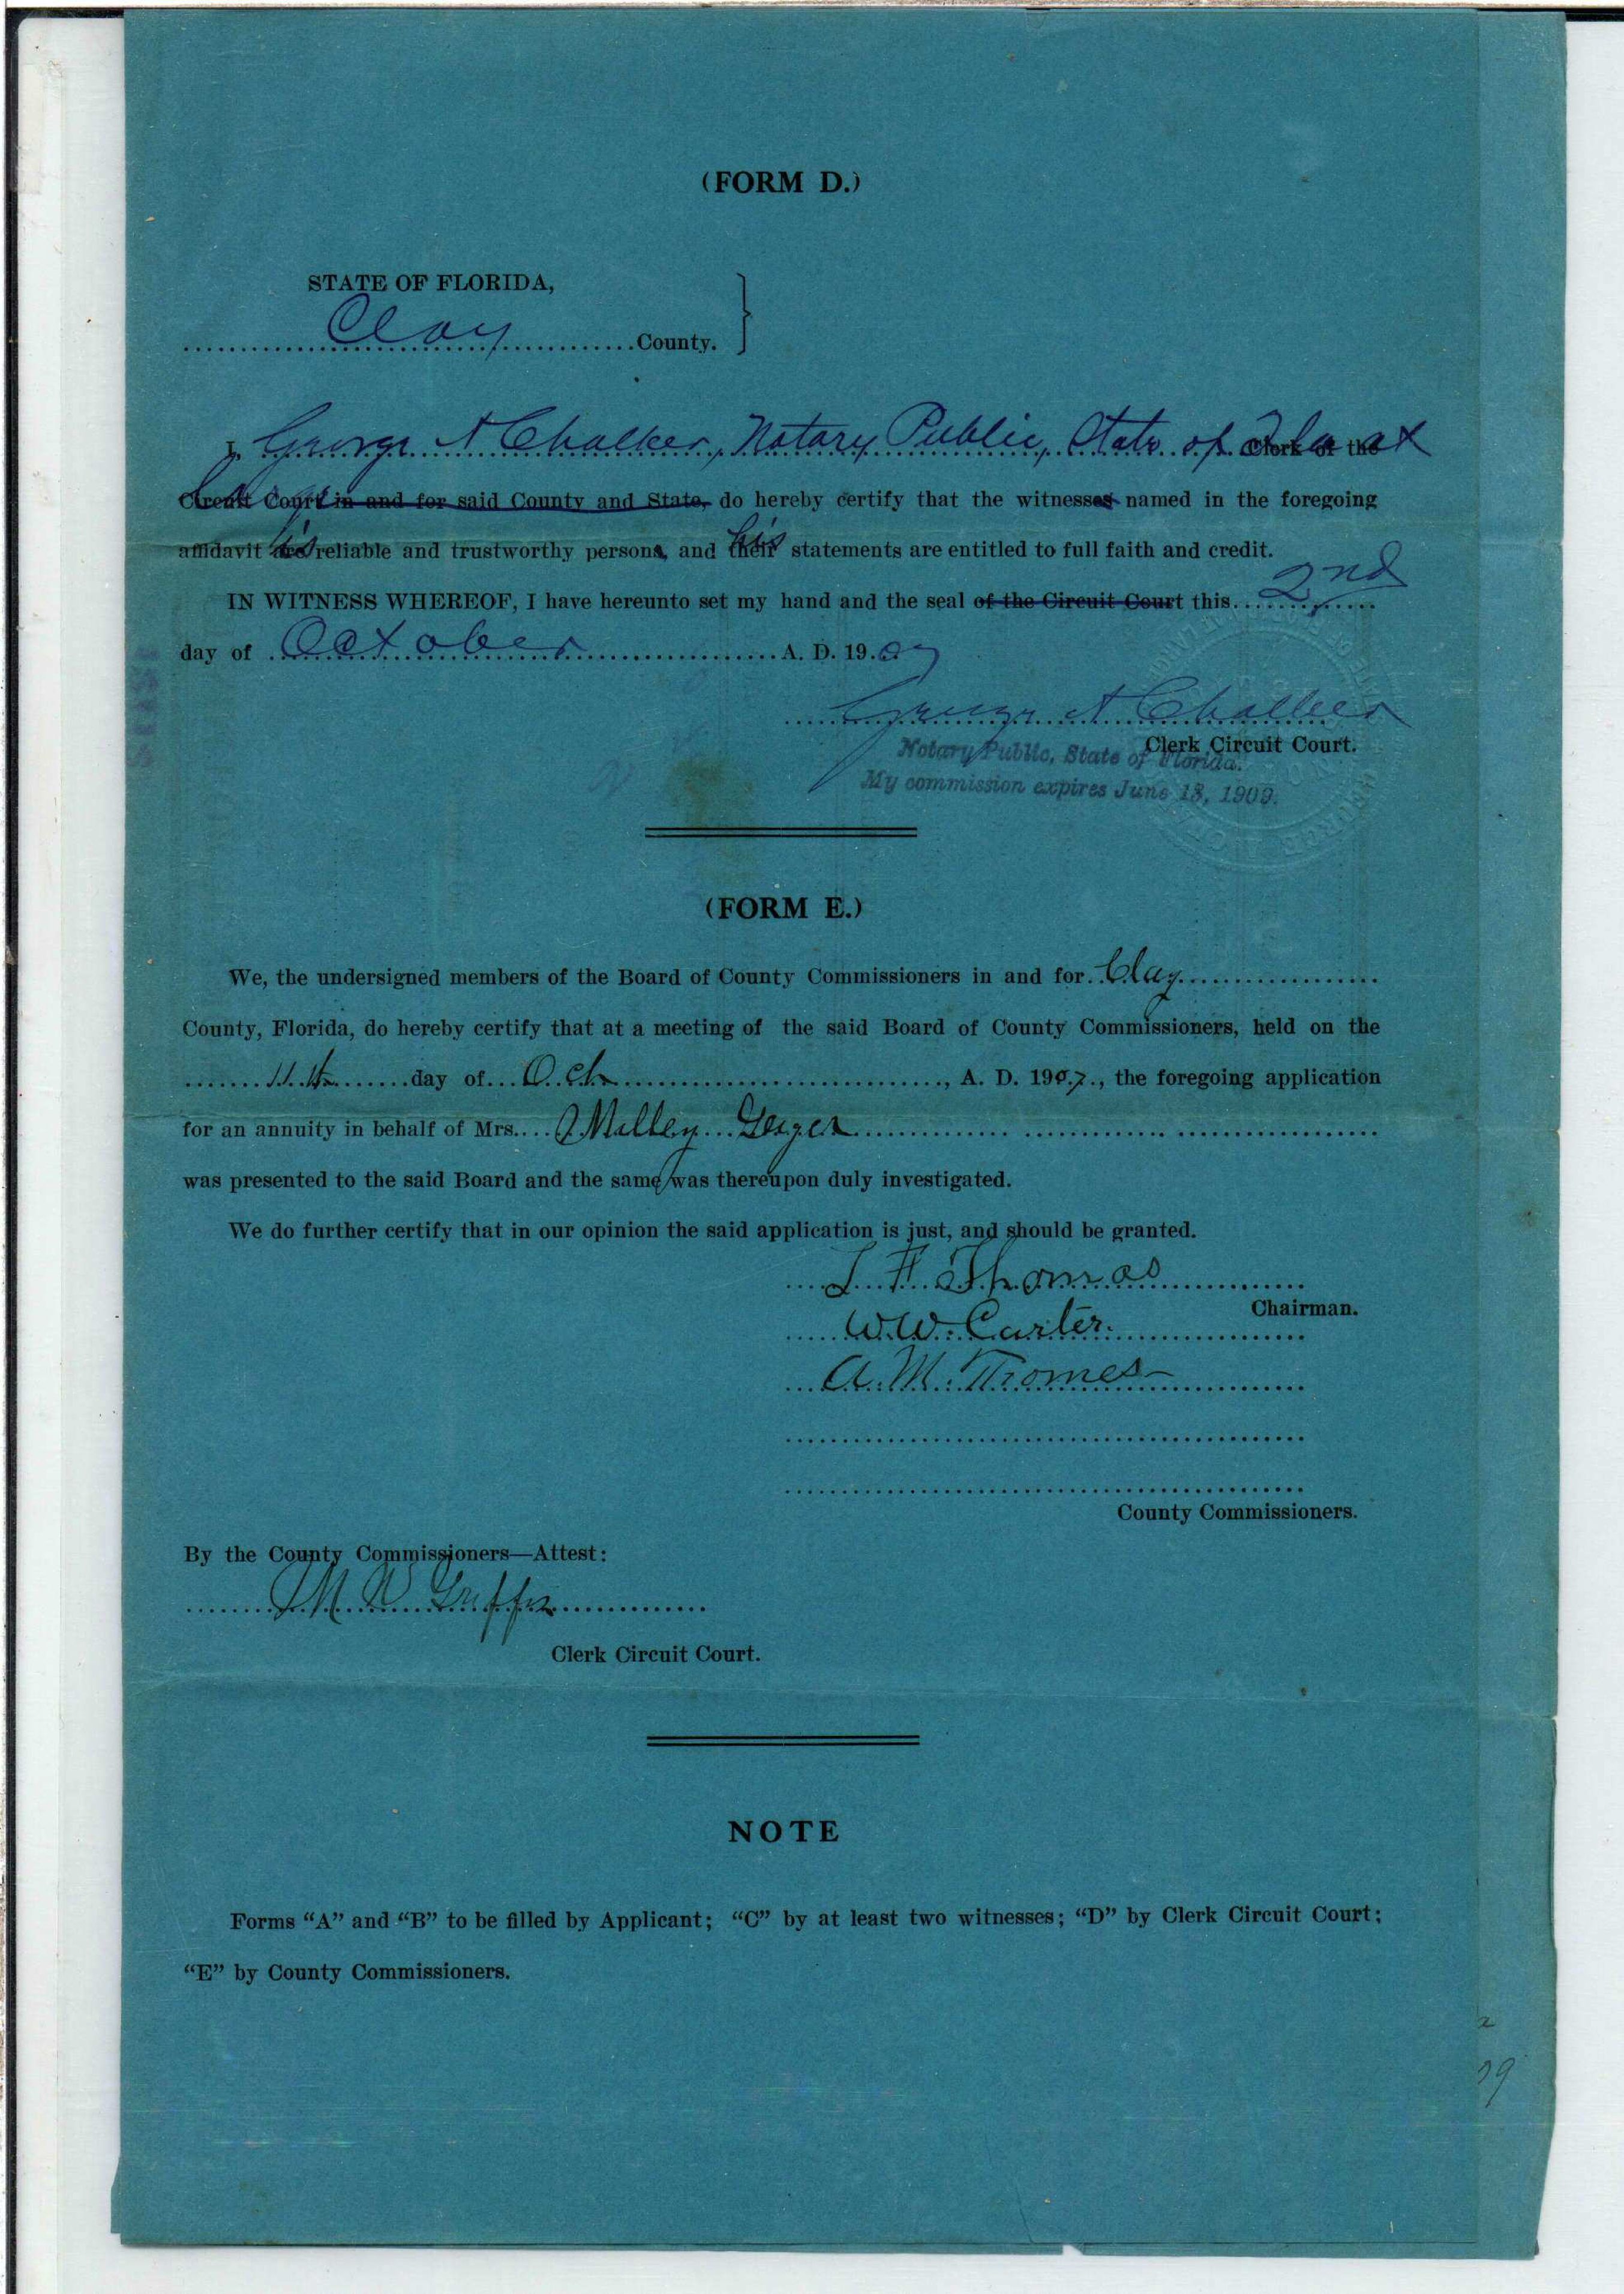 (FORM D.)
STATE OF FLORIDA,
Clay County.
I, George A Chalker, Notary Public, State of Fla at Clerk of the
Large Circuit Court in and for said County and State, do hereby certify that the witnesses named in the foregoing
affidavit is are reliable and trustworthy persons, and his their statements are entitled to full faith and credit.
IN WITNESS WHEREOF, I have hereunto set my hand and the seal of the Circuit Court this 2nd
day of October A. D. 1907
George A Chalker
Clerk Circuit Court.
Notary Public, State of Florida.
My commission expires June 13, 1909.
(FORM E.)
We, the undersigned members of the Board of County Commissioners in and for Clay
County, Florida, do hereby certify that at a meeting of the said Board of County Commissioners, held on the
day of Oct, A. D. 1907, the foregoing application
for an annuity in behalf of Mrs. Geiger
was presented to the said Board and the same was thereupon duly investigated.
We do further certify that in our opinion the said application is just, and should be granted.
L. F. Thomas
Chairman.
W. W. Carter.
A. M. Thomas
County Commissioners.
By the County Commissioners—Attest:
Griffis
Clerk Circuit Court.
NOTE
Forms “A” and “B” to be filled by Applicant; “C” by at least two witnesses; “D” by Clerk Circuit Court;
“E” by County Commissioners.